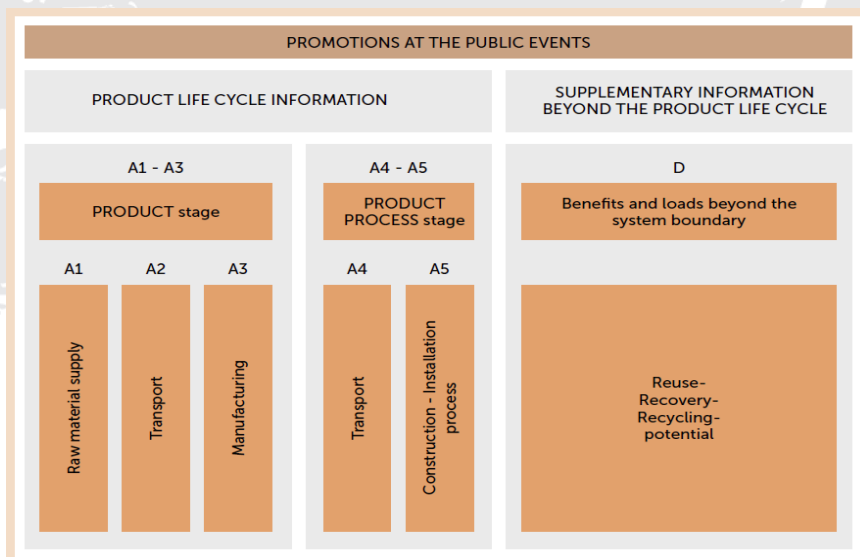 PROMOTIONS AT THE PUBLIC EVENTS
PRODUCT LIFE CYCLE INFORMATION
SUPPLEMENTARY INFORMATION
BEYOND THE PRODUCT LIFE CYCLE
A1 - A3
PRODUCT stage
A1
A2
A3
Raw material supply
Transport
Manufacturing
A4 - A5
PRODUCT
PROCESS stage
A4
A5
Transport
Construction - Installation
process
D
Benefits and loads beyond the
system boundary
Reuse-
Recovery-
Recycling-
potential